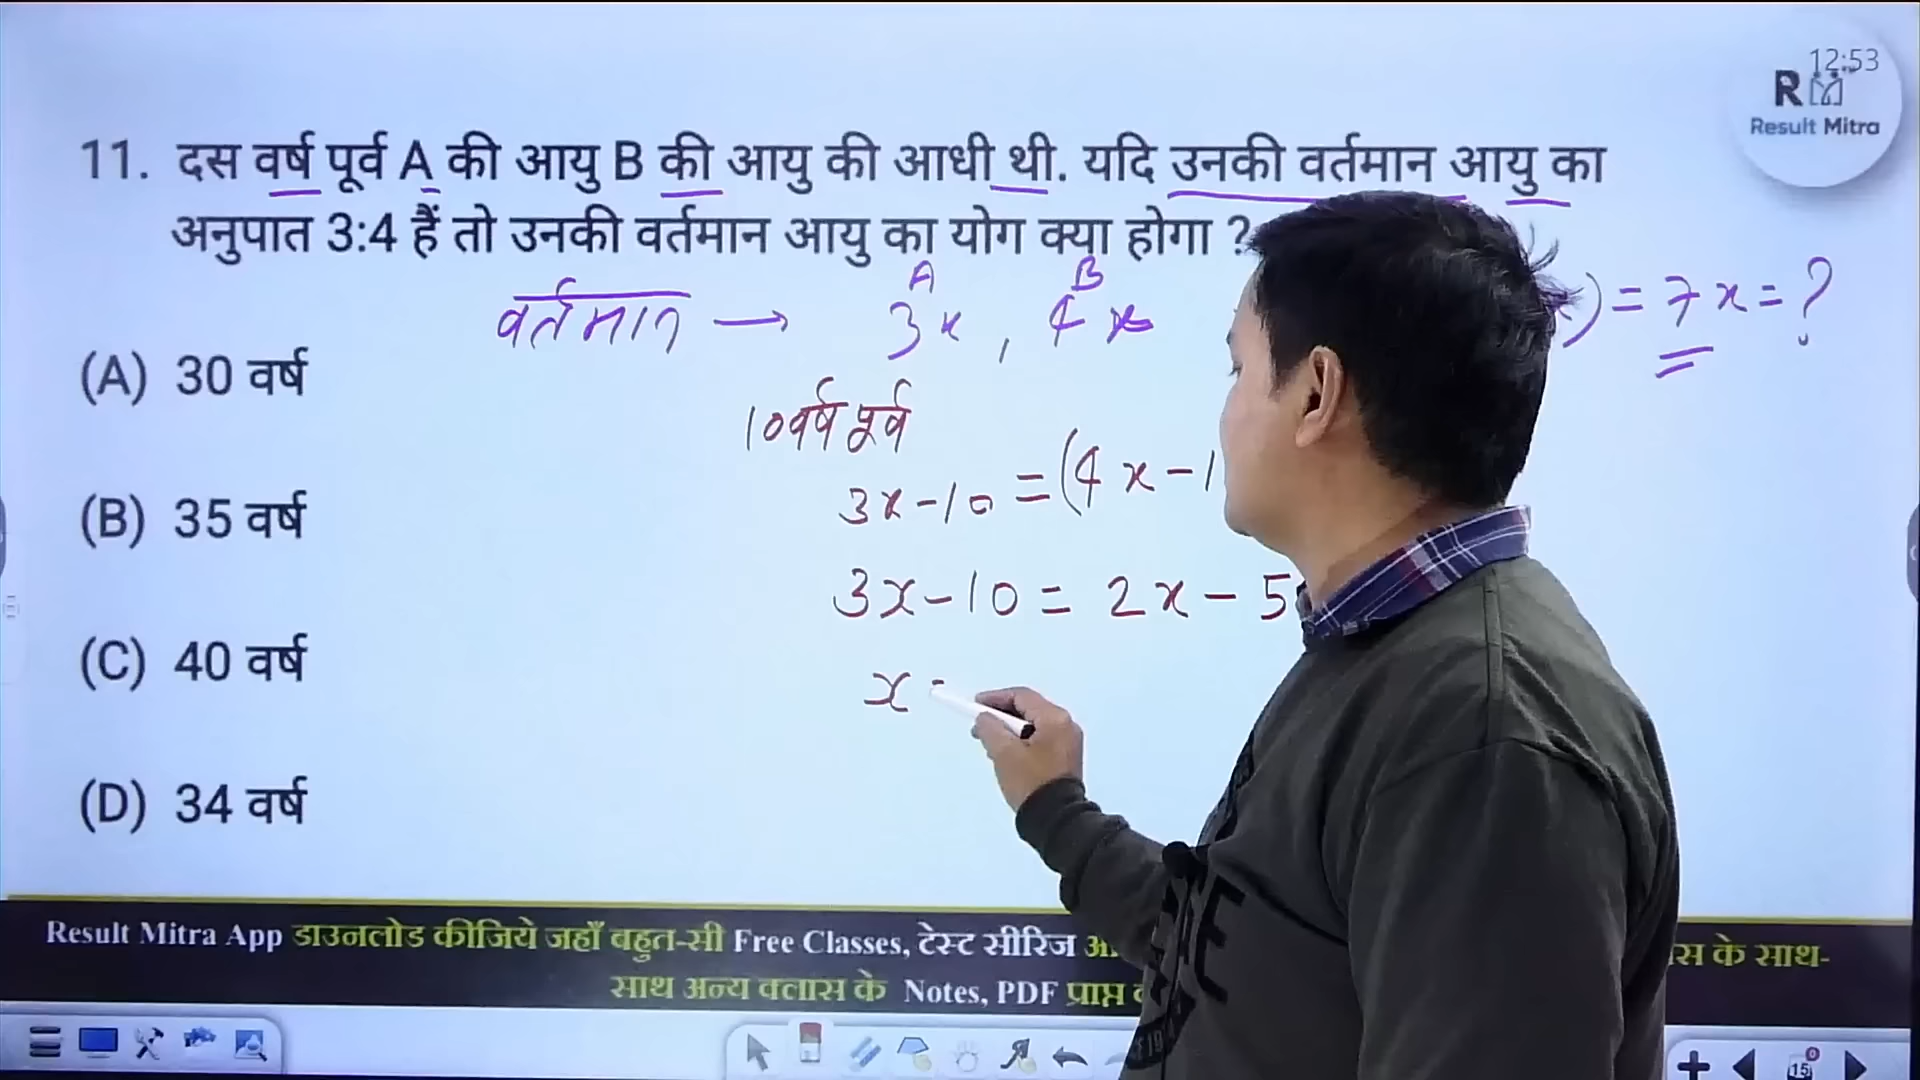 12:53
RM
Result Mitra
11. दस वर्ष पूर्व A की आयु B की आयु की आधी थी. यदि उनकी वर्तमान आयु का
अनुपात 3:4 हैं तो उनकी वर्तमान आयु का योग क्या होगा ?
A B
वर्तमान → 3x , 4x ) = 7x = ?
(A) 30 वर्ष
10 वर्ष पूर्व
3x-10 = (4x-1
(B) 35 वर्ष
3x-10 = 2x-5
(C) 40 वर्ष
x =
(D) 34 वर्ष
Result Mitra App डाउनलोड कीजिये जहाँ बहुत-सी Free Classes, टेस्ट सीरिज के साथ-
साथ अन्य क्लास के Notes, PDF प्राप्त
15